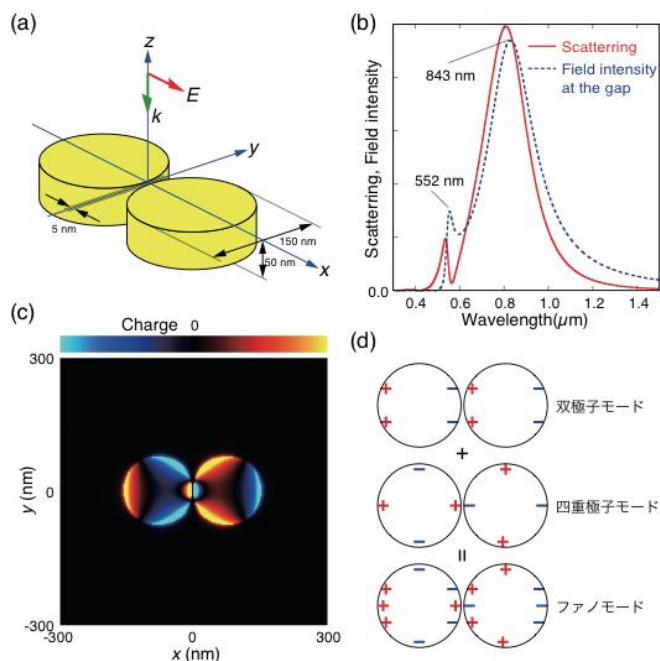 (a)
z
E
k
y
5 nm
150 nm
50 nm
x
(b)
Scatterring, Field intensity
Scatterring
Field intensity
at the gap
843 nm
552 nm
0.0
0.4 0.6 0.8 1.0 1.2 1.4
Wavelength(μm)
(c)
Charge 0
300
y (nm)
0
-300
-300 0 300
x (nm)
(d)
+ − + −
+ − + −
双極子モード
+
− +
+ + − −
− +
四重極子モード
=
− +
+ − + −
+ + − −
+ − + −
− +
ファノモード